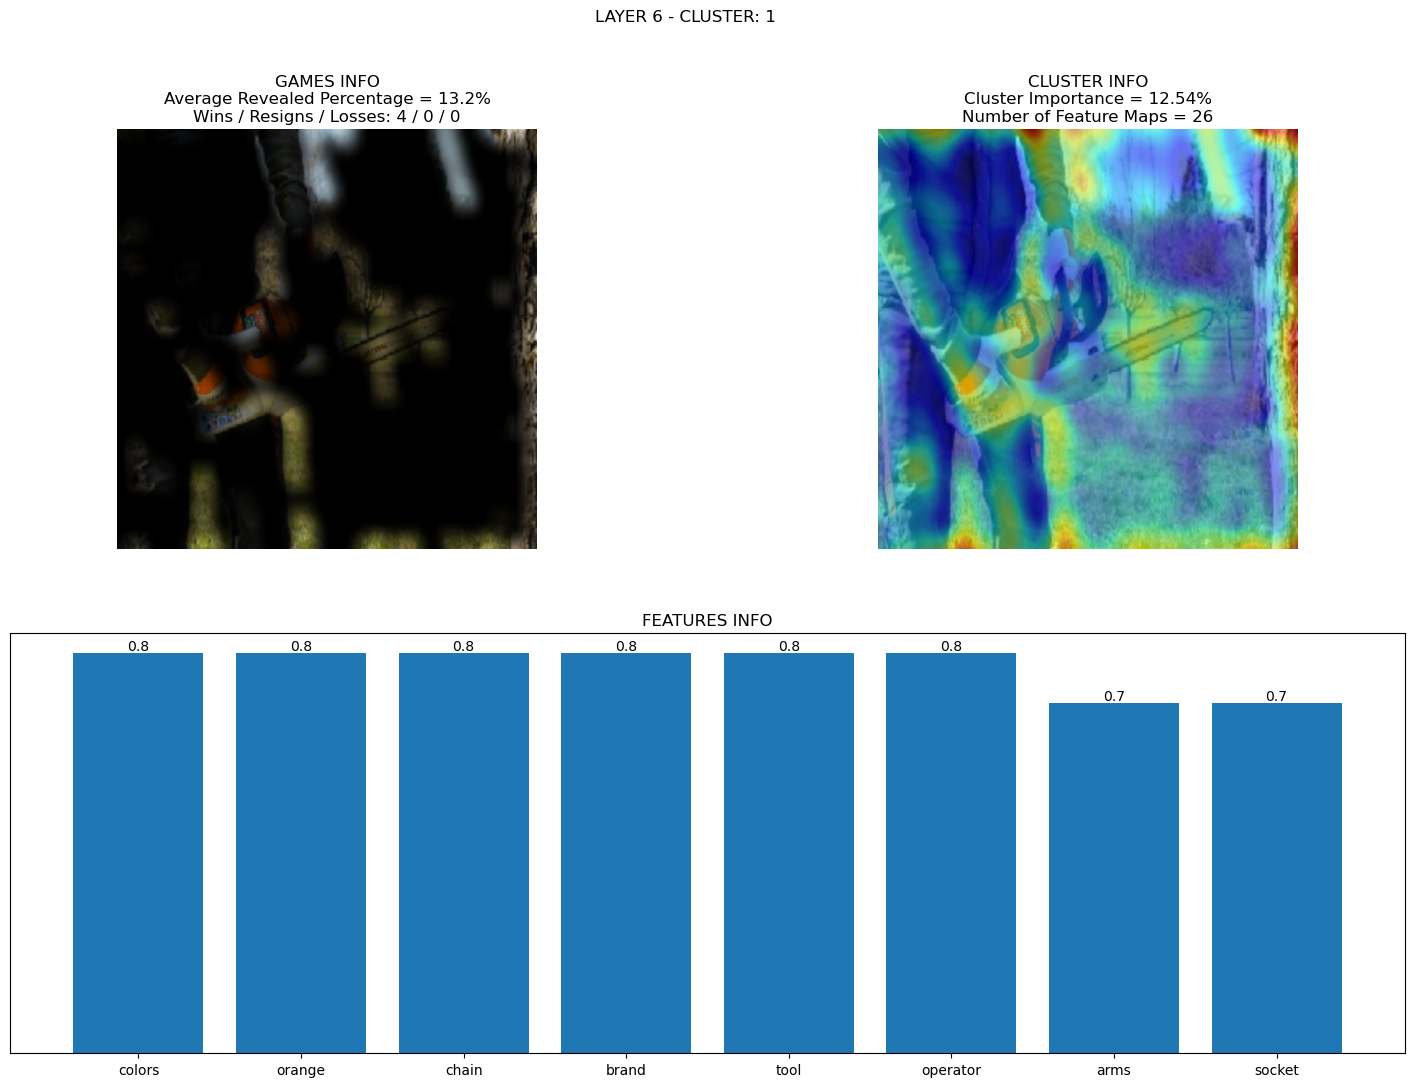 LAYER 6 - CLUSTER: 1
GAMES INFO
Average Revealed Percentage = 13.2%
Wins / Resigns / Losses: 4 / 0 / 0
CLUSTER INFO
Cluster Importance = 12.54%
Number of Feature Maps = 26
FEATURES INFO
0.8 0.8 0.8 0.8 0.8 0.8 0.7 0.7
colors orange chain brand tool operator arms socket